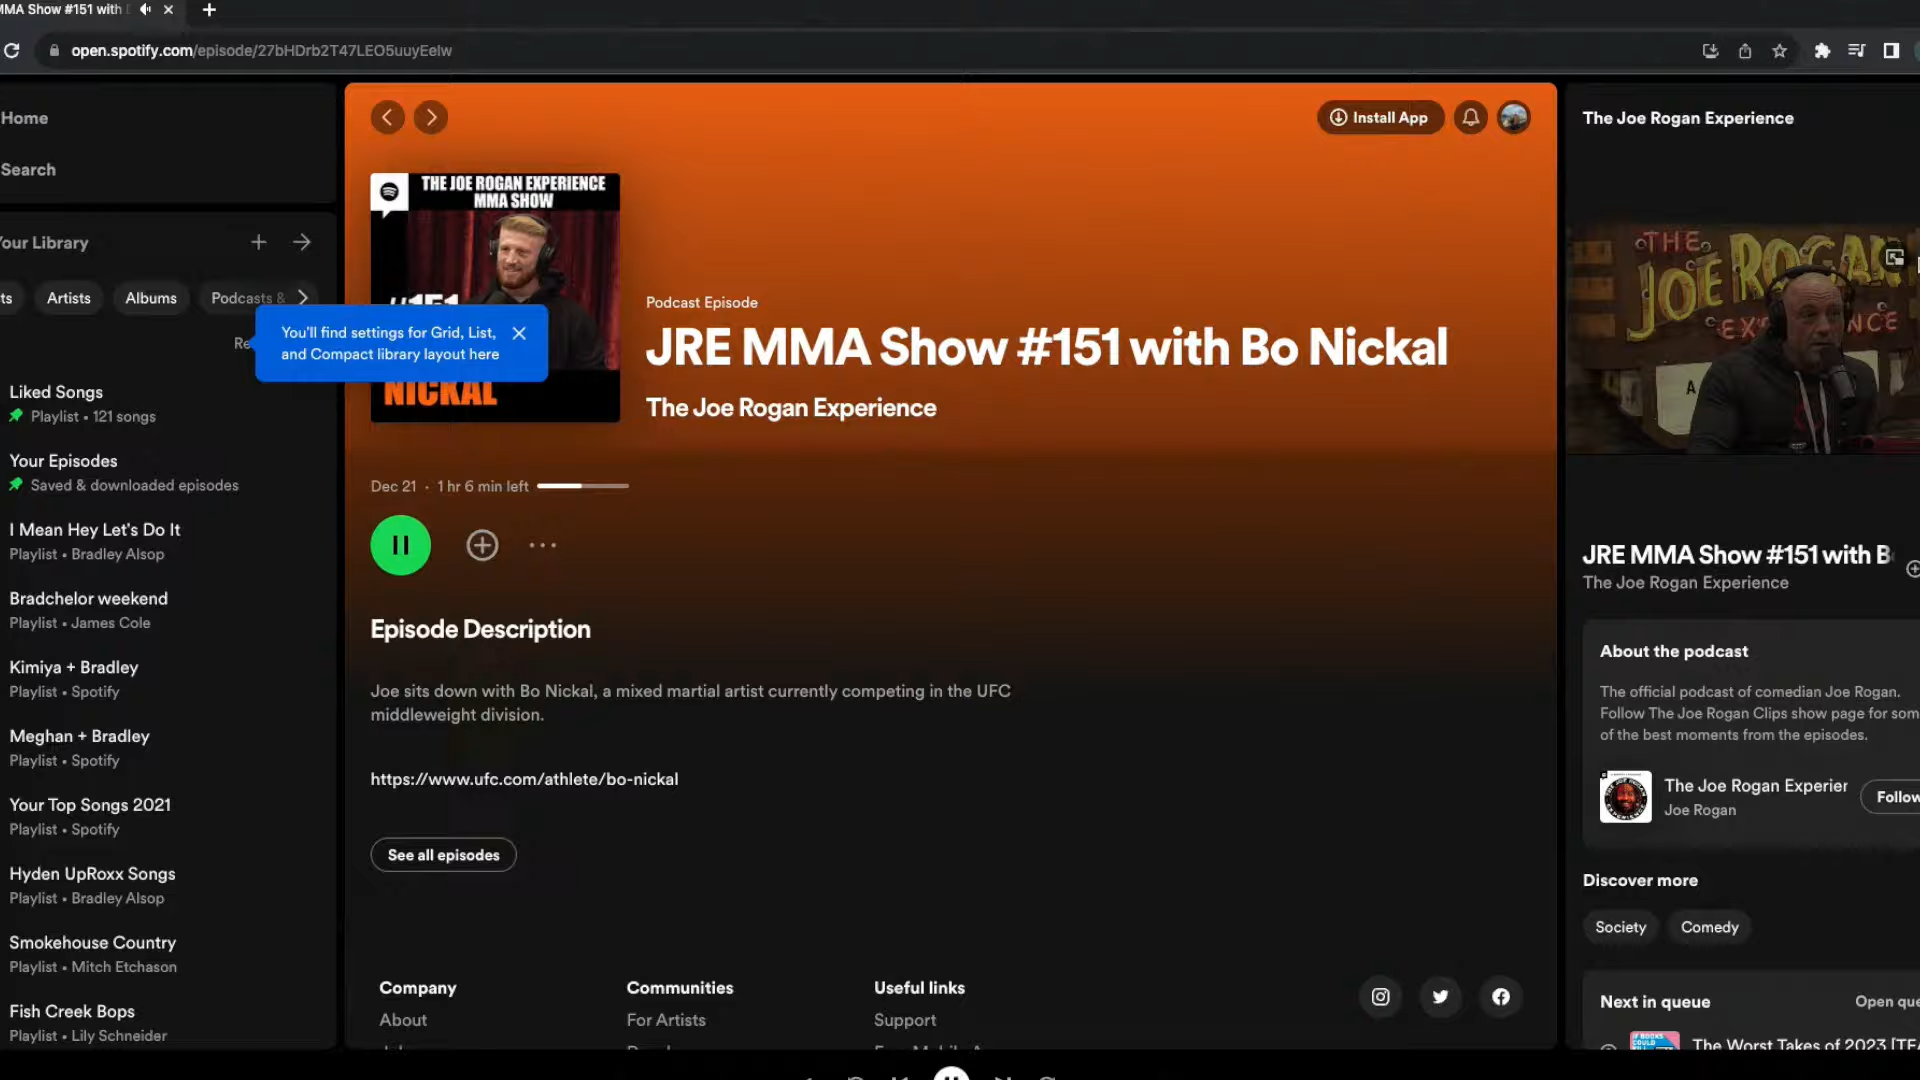 MMA Show #151 with
open.spotify.com/episode/27bHDrb2T47LEO5uuyEelw
Home
Search
Your Library
Artists
Albums
Podcasts &
You'll find settings for Grid, List,
and Compact library layout here
Liked Songs
Playlist • 121 songs
Your Episodes
Saved & downloaded episodes
I Mean Hey Let's Do It
Playlist • Bradley Alsop
Bradchelor weekend
Playlist • James Cole
Kimiya + Bradley
Playlist • Spotify
Meghan + Bradley
Playlist • Spotify
Your Top Songs 2021
Playlist • Spotify
Hyden UpRoxx Songs
Playlist • Bradley Alsop
Smokehouse Country
Playlist • Mitch Etchason
Fish Creek Bops
Playlist • Lily Schneider
Install App
THE JOE ROGAN EXPERIENCE
MMA SHOW
#151
NICKAL
Podcast Episode
JRE MMA Show #151 with Bo Nickal
The Joe Rogan Experience
Dec 21 · 1 hr 6 min left
Episode Description
Joe sits down with Bo Nickal, a mixed martial artist currently competing in the UFC
middleweight division.
https://www.ufc.com/athlete/bo-nickal
See all episodes
Company
About
Communities
For Artists
Useful links
Support
The Joe Rogan Experience
THE
JOE ROGAN
JRE MMA Show #151 with B
The Joe Rogan Experience
About the podcast
The official podcast of comedian Joe Rogan.
Follow The Joe Rogan Clips show page for som
of the best moments from the episodes.
The Joe Rogan Experier
Joe Rogan
Follow
Discover more
Society
Comedy
Next in queue
Open que
The Worst Takes of 2023 [TEA